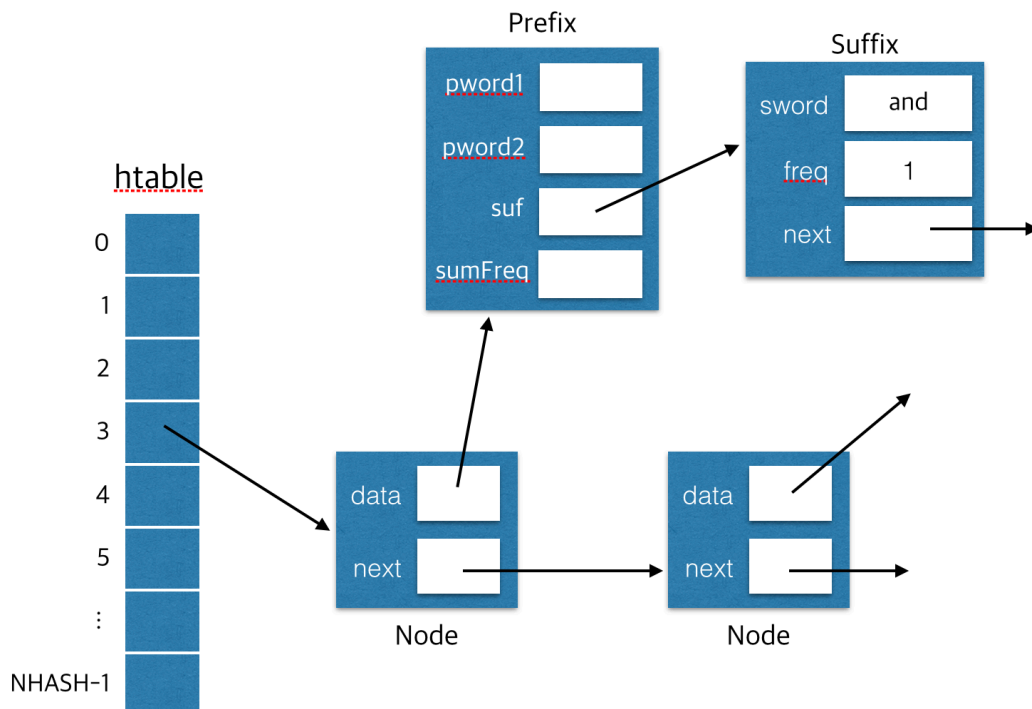 Prefix
pword1
pword2
suf
sumFreq
Suffix
sword and
freq 1
next
htable
0
1
2
3
4
5
⋮
NHASH-1
data
next
Node
data
next
Node